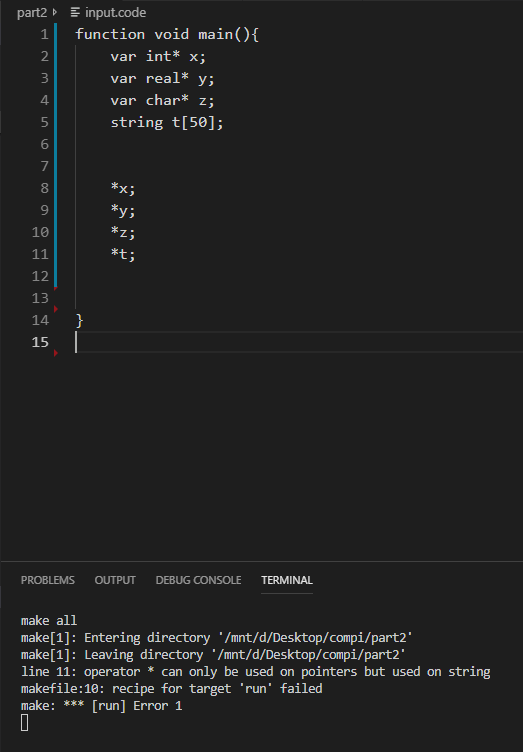 part2 ▸ input.code
1 function void main(){
2 var int* x;
3 var real* y;
4 var char* z;
5 string t[50];
6
7
8 *x;
9 *y;
10 *z;
11 *t;
12
13
14 }
15
PROBLEMS OUTPUT DEBUG CONSOLE TERMINAL
make all
make[1]: Entering directory '/mnt/d/Desktop/compi/part2'
make[1]: Leaving directory '/mnt/d/Desktop/compi/part2'
line 11: operator * can only be used on pointers but used on string
makefile:10: recipe for target 'run' failed
make: *** [run] Error 1